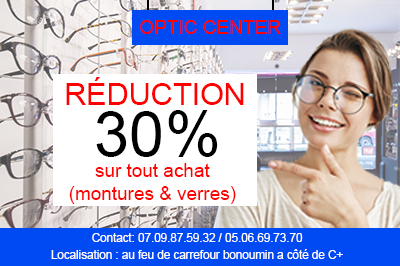 OPTIC CENTER
RÉDUCTION
30%
sur tout achat
(montures & verres)
Contact: 07.09.87.59.32 / 05.06.69.73.70
Localisation : au feu de carrefour bonoumin a côté de C+